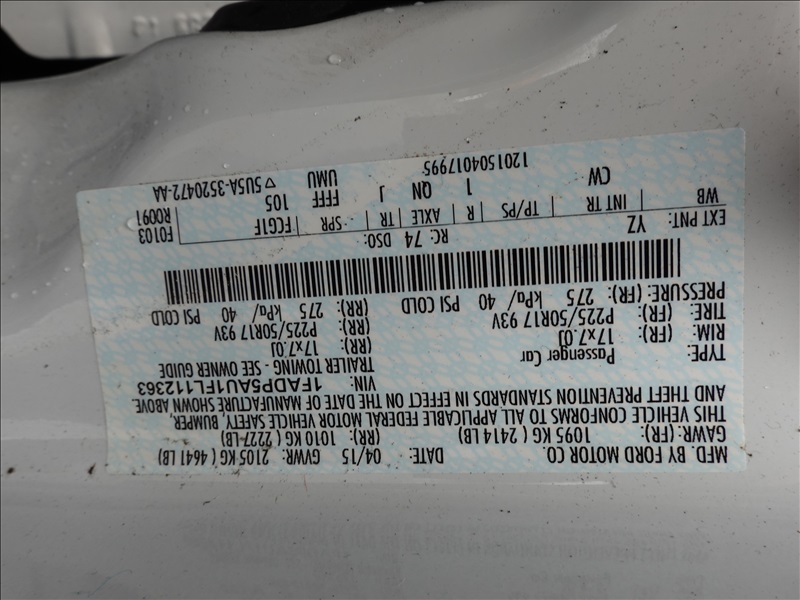 MFD. BY FORD MOTOR CO.
DATE: 04/15 GVWR: 2105 KG ( 4641 LB)
GAWR: (FR): 1095 KG ( 2414 LB) (RR): 1010 KG ( 2227-LB)
THIS VEHICLE CONFORMS TO ALL APPLICABLE FEDERAL MOTOR VEHICLE SAFETY, BUMPER,
AND THEFT PREVENTION STANDARDS IN EFFECT ON THE DATE OF MANUFACTURE SHOWN ABOVE
VIN: 1FADP5AU1FL112363
TYPE: Passenger Car TRAILER TOWING - SEE OWNER GUIDE
RIM: (FR): 17x7.0J (RR): 17x7.0J
TIRE: (FR): P225/50R17 93V (RR): P225/50R17 93V
PRESSURE: (FR): 275 kPa/ 40 PSI COLD (RR): 275 kPa/ 40 PSI COLD
EXT PNT: YZ RC: 74 DSO: F0103
WB INT TR TP/PS R AXLE TR SPR FCG1F R0091
CW 1 QN J FFFF 105
UMU
1201504017995 ▽ 5U5A-3520472-AA